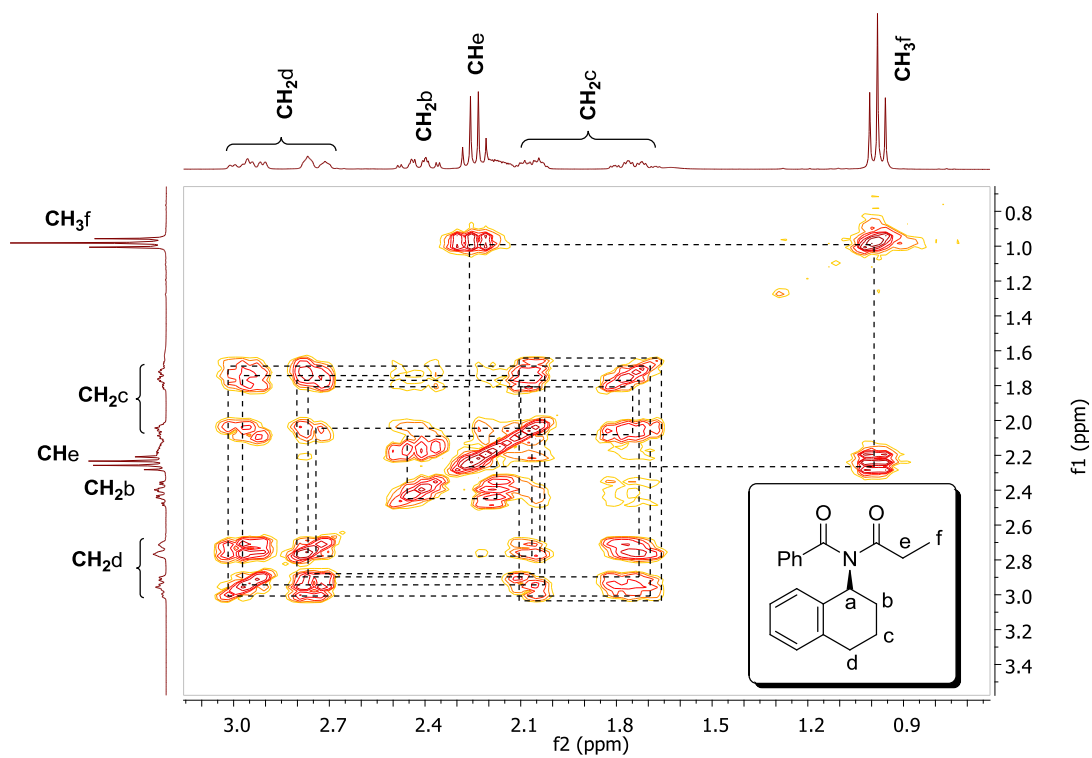 CH2d
CH2b
CHe
CH2c
CH3f
CH3f
CH2c
CHe
CH2b
CH2d
0.8
1.0
1.2
1.4
1.6
1.8
2.0
2.2
2.4
2.6
2.8
3.0
3.2
3.4
f1 (ppm)
O O
Ph N e f
a b
c
d
3.0 2.7 2.4 2.1 1.8 1.5 1.2 0.9
f2 (ppm)